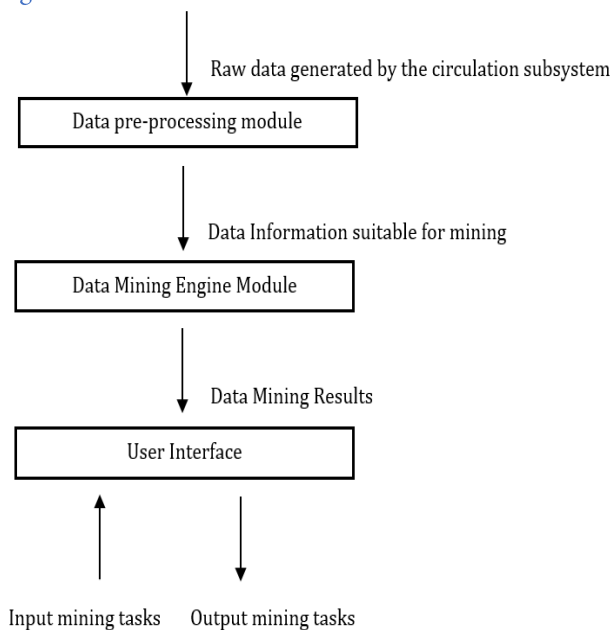 Raw data generated by the circulation subsystem
Data pre-processing module
Data Information suitable for mining
Data Mining Engine Module
Data Mining Results
User Interface
Input mining tasks Output mining tasks